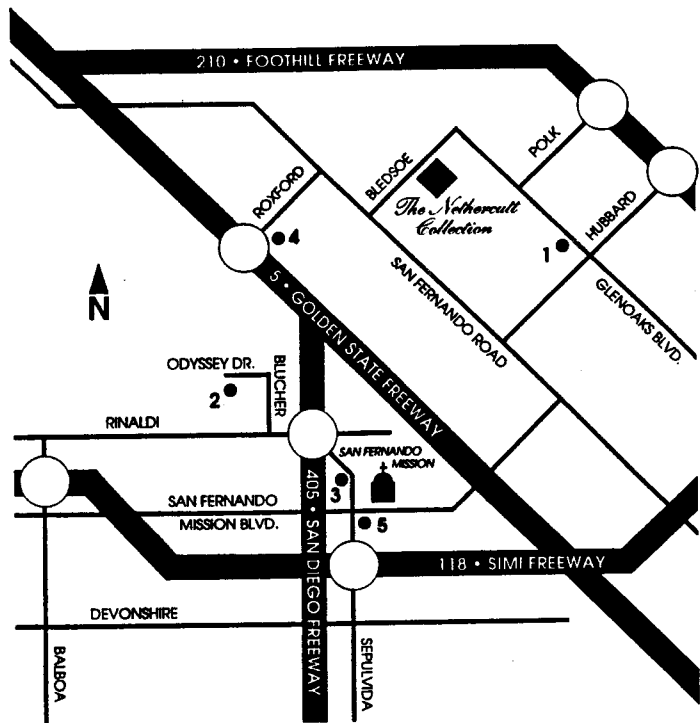 210 • FOOTHILL FREEWAY
POLK
BLEDSOE
ROXFORD
HUBBARD
The Nethercutt
Collection
1
4
SAN FERNANDO ROAD
GLENOAKS BLVD.
5 • GOLDEN STATE FREEWAY
N
ODYSSEY DR.
BLUCHER
2
RINALDI
SAN FERNANDO
MISSION
3
405 • SAN DIEGO FREEWAY
SAN FERNANDO
MISSION BLVD.
5
118 • SIMI FREEWAY
DEVONSHIRE
BALBOA
SEPULVIDA